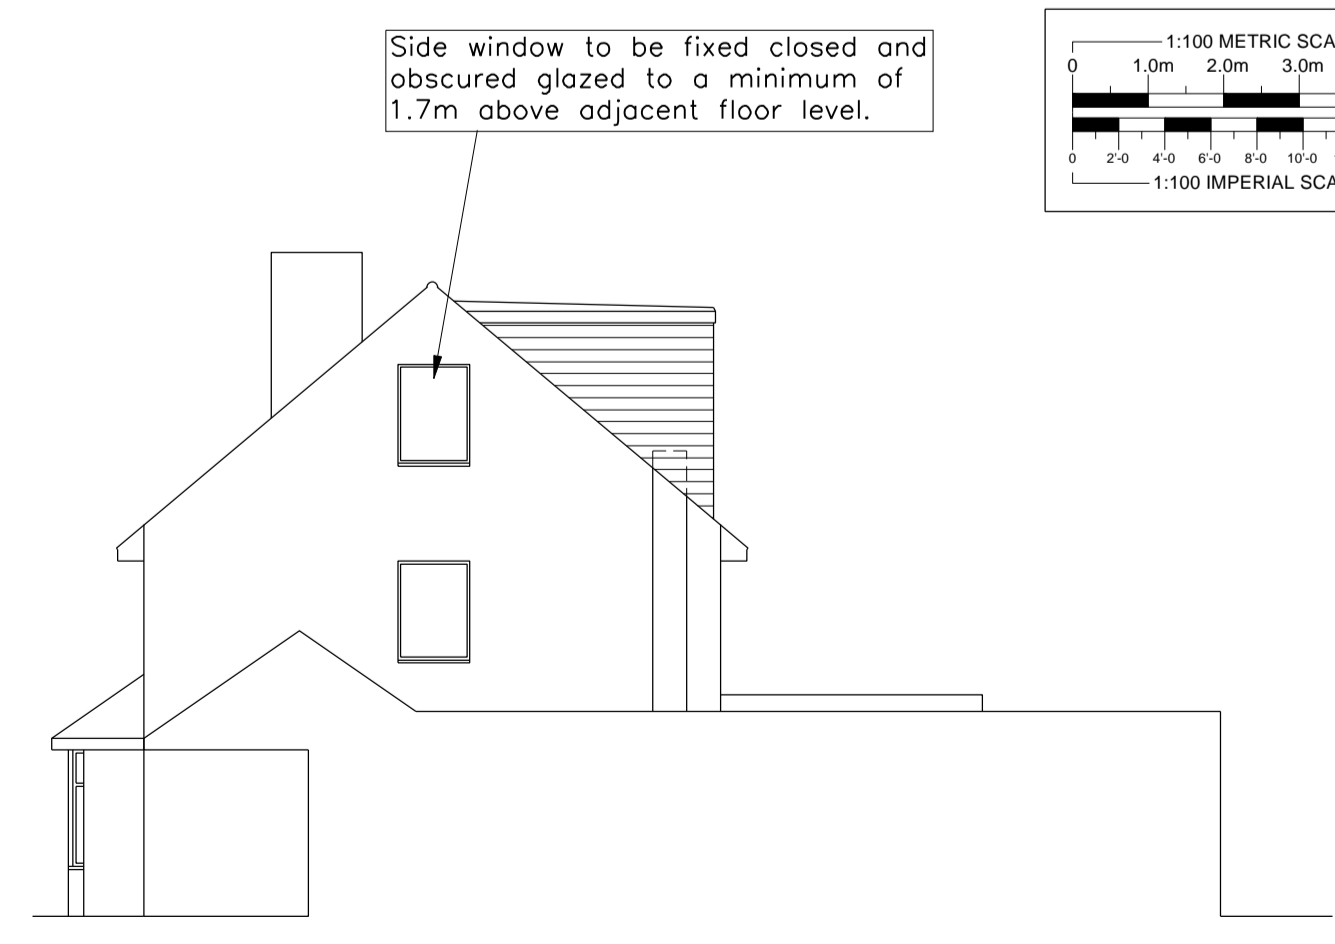 Side window to be fixed closed and
obscured glazed to a minimum of
1.7m above adjacent floor level.
1:100 METRIC SCA
0 1.0m 2.0m 3.0m
0 2'-0 4'-0 6'-0 8'-0 10'-0
1:100 IMPERIAL SCA